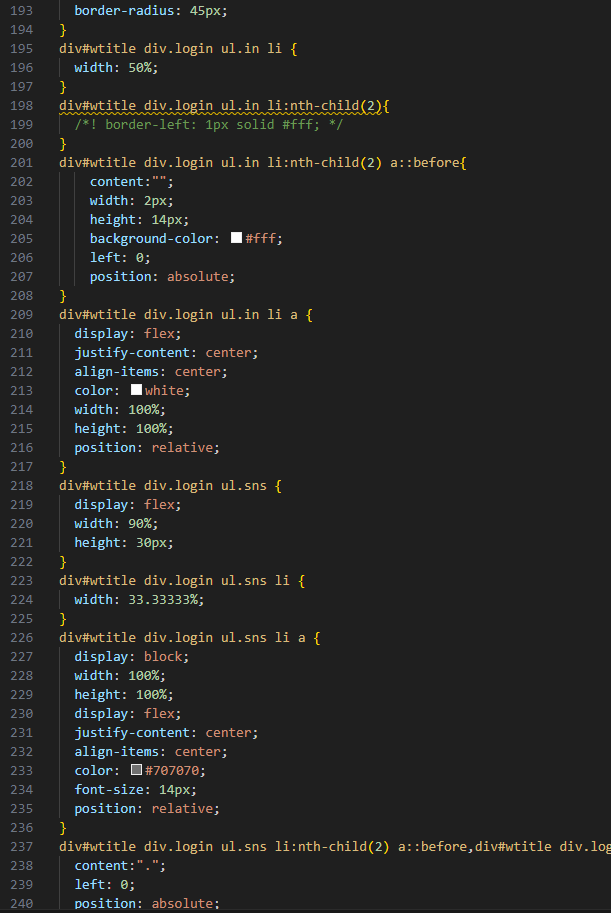 193 border-radius: 45px;
194 }
195 div#wtitle div.login ul.in li {
196 width: 50%;
197 }
198 div#wtitle div.login ul.in li:nth-child(2){
199 /*! border-left: 1px solid #fff; */
200 }
201 div#wtitle div.login ul.in li:nth-child(2) a::before{
202 content:"";
203 width: 2px;
204 height: 14px;
205 background-color: #fff;
206 left: 0;
207 position: absolute;
208 }
209 div#wtitle div.login ul.in li a {
210 display: flex;
211 justify-content: center;
212 align-items: center;
213 color: white;
214 width: 100%;
215 height: 100%;
216 position: relative;
217 }
218 div#wtitle div.login ul.sns {
219 display: flex;
220 width: 90%;
221 height: 30px;
222 }
223 div#wtitle div.login ul.sns li {
224 width: 33.33333%;
225 }
226 div#wtitle div.login ul.sns li a {
227 display: block;
228 width: 100%;
229 height: 100%;
230 display: flex;
231 justify-content: center;
232 align-items: center;
233 color: #707070;
234 font-size: 14px;
235 position: relative;
236 }
237 div#wtitle div.login ul.sns li:nth-child(2) a::before,div#wtitle div.log
238 content:".";
239 left: 0;
240 position: absolute;